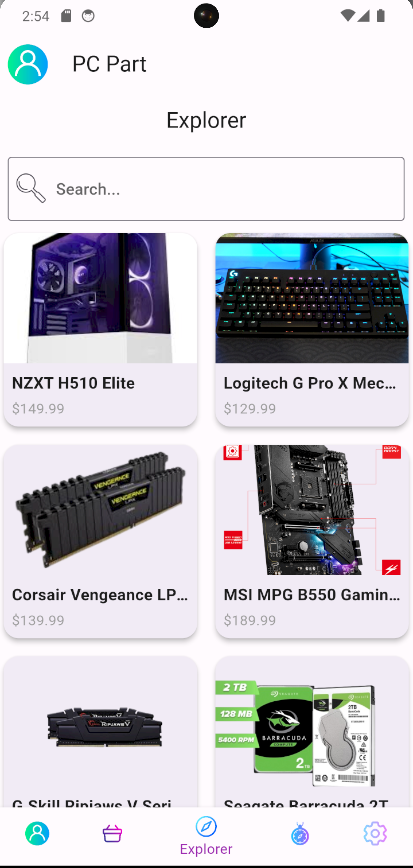 2:54
PC Part
Explorer
Search...
NZXT H510 Elite
$149.99
Logitech G Pro X Mec...
$129.99
VENGEANCE
VENGEANCE
Corsair Vengeance LP...
$139.99
MSI MPG B550 Gamin...
$189.99
RIPJAWS V
G.Skill Ripjaws V Seri...
2 TB
128 MB
5400 RPM
SEAGATE
BARRACUDA
2TB
2TB
Seagate Barracuda 2T...
Explorer